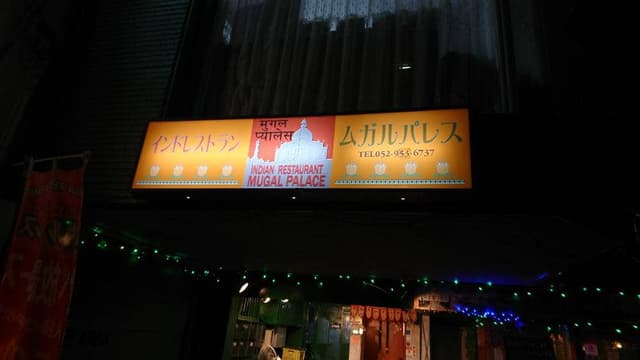 インドレストラン
मुगल
प्यालेस
INDIAN RESTAURANT
MUGAL PALACE
ムガルパレス
TEL052-953-6737